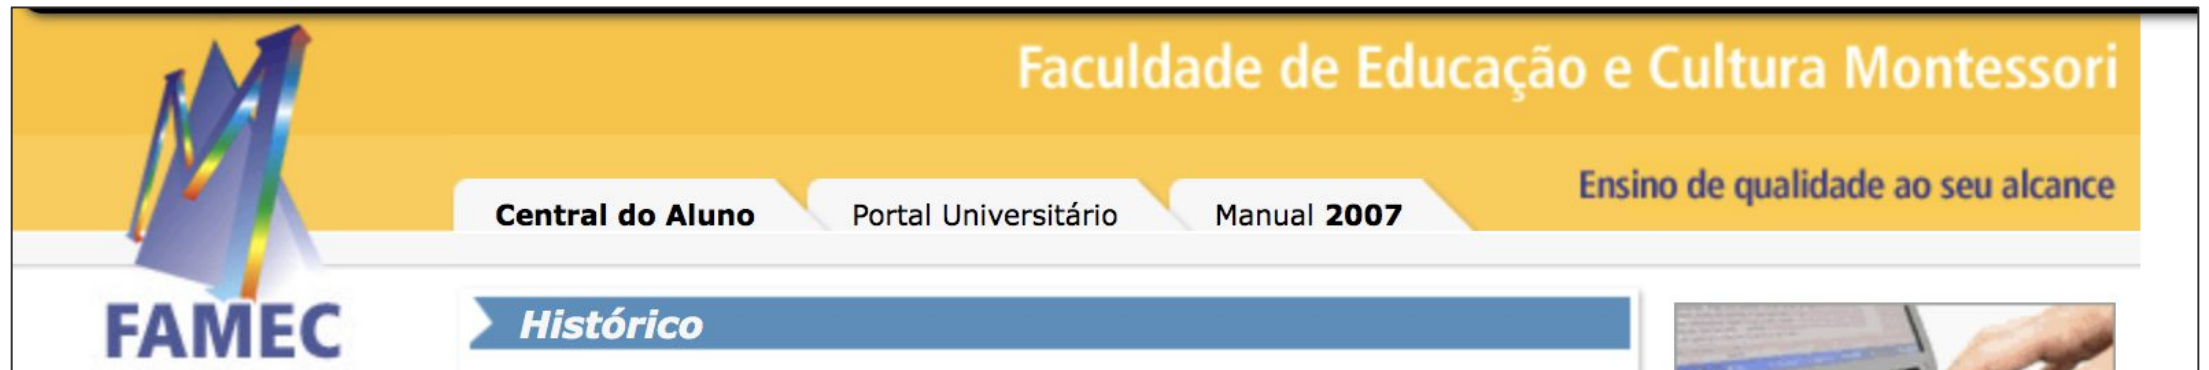 Faculdade de Educação e Cultura Montessori
Ensino de qualidade ao seu alcance
Central do Aluno
Portal Universitário
Manual 2007
FAMEC
Histórico